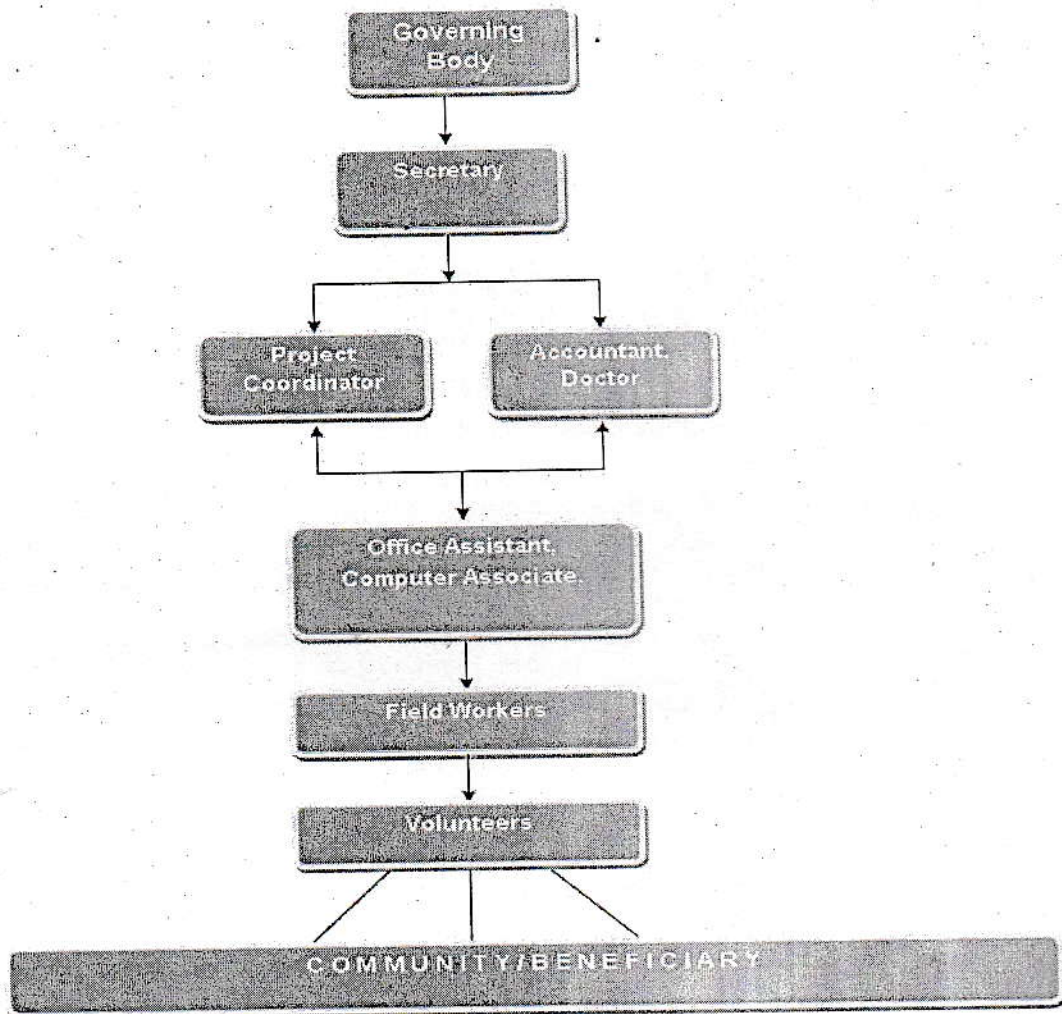 Governing
Body
Secretary
Project
Coordinator
Accountant.
Doctor
Office Assistant.
Computer Associate.
Field Workers
Volunteers
COMMUNITY/BENEFICIARY